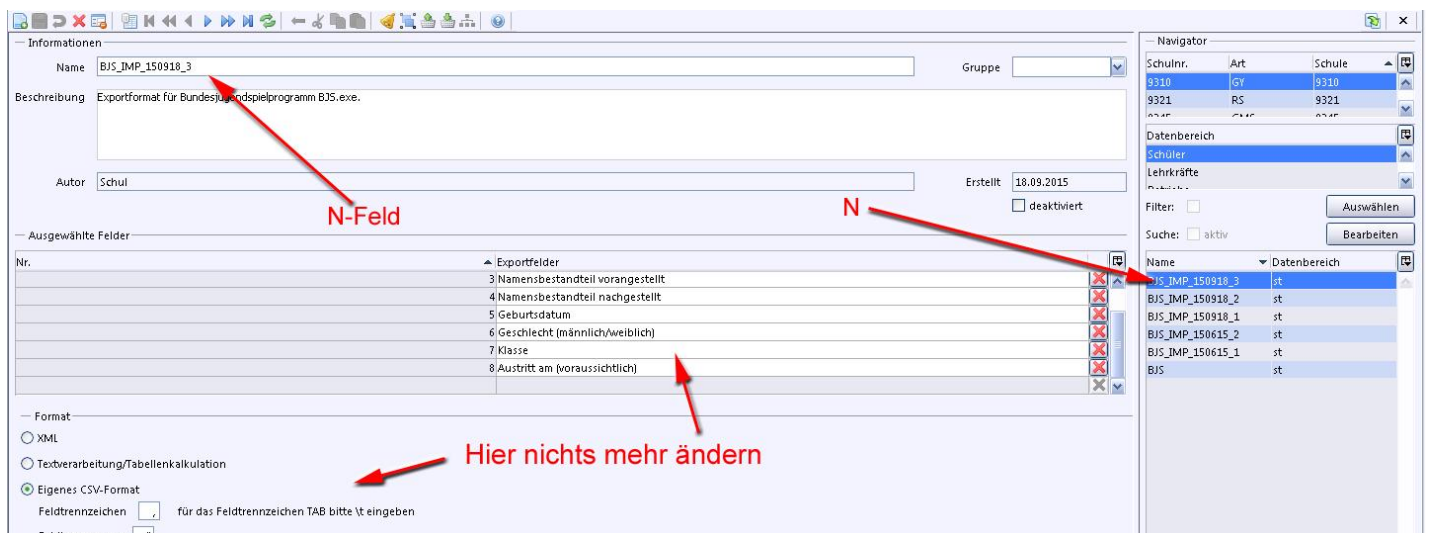 Informationen
Name BJS_IMP_150918_3 Gruppe
Beschreibung Exportformat für Bundesjugendspielprogramm BJS.exe.
Autor Schul Erstellt 18.09.2015
deaktiviert
N-Feld
N
Ausgewählte Felder
Nr. Exportfelder
3 Namensbestandteil vorangestellt
4 Namensbestandteil nachgestellt
5 Geburtsdatum
6 Geschlecht (männlich/weiblich)
7 Klasse
8 Austritt am (voraussichtlich)
Format
XML
Textverarbeitung/Tabellenkalkulation
Hier nichts mehr ändern
Eigenes CSV-Format
Feldtrennzeichen , für das Feldtrennzeichen TAB bitte \t eingeben
Navigator
Schulnr. Art Schule
9310 GY 9310
9321 RS 9321
Datenbereich
Schüler
Lehrkräfte
Filter: Auswählen
Suche: aktiv Bearbeiten
Name Datenbereich
BJS_IMP_150918_3 st
BJS_IMP_150918_2 st
BJS_IMP_150918_1 st
BJS_IMP_150615_2 st
BJS_IMP_150615_1 st
BJS st